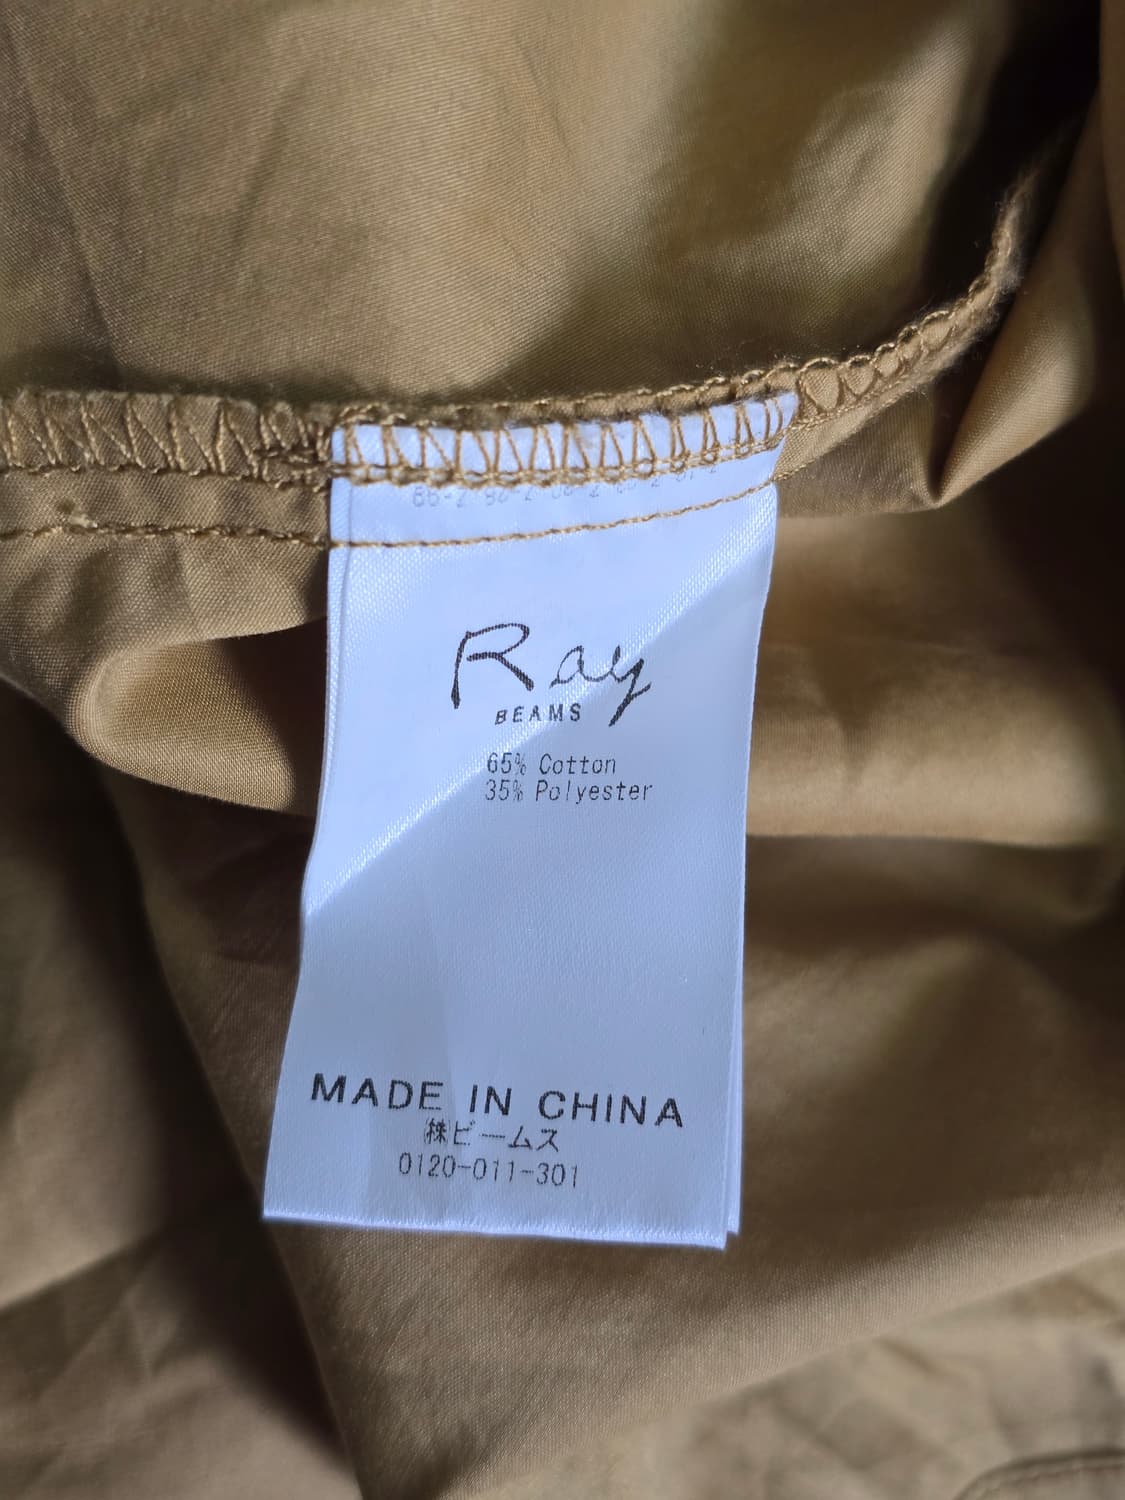 Ray
BEAMS
65% Cotton
35% Polyester
MADE IN CHINA
㈱ビームス
0120-011-301